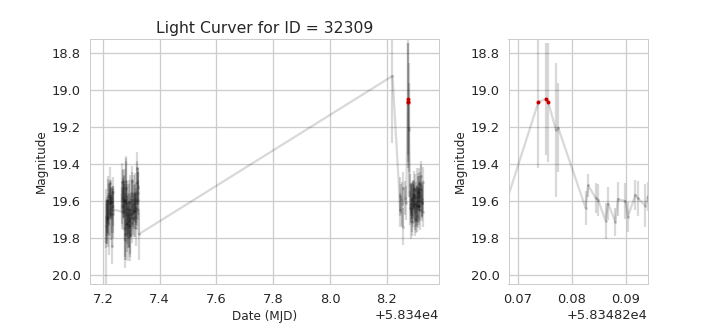 Light Curver for ID = 32309
Magnitude
18.8
19.0
19.2
19.4
19.6
19.8
20.0
7.2 7.4 7.6 7.8 8.0 8.2
Date (MJD)
+5.834e4
Magnitude
18.8
19.0
19.2
19.4
19.6
19.8
20.0
0.07 0.08 0.09
+5.83482e4